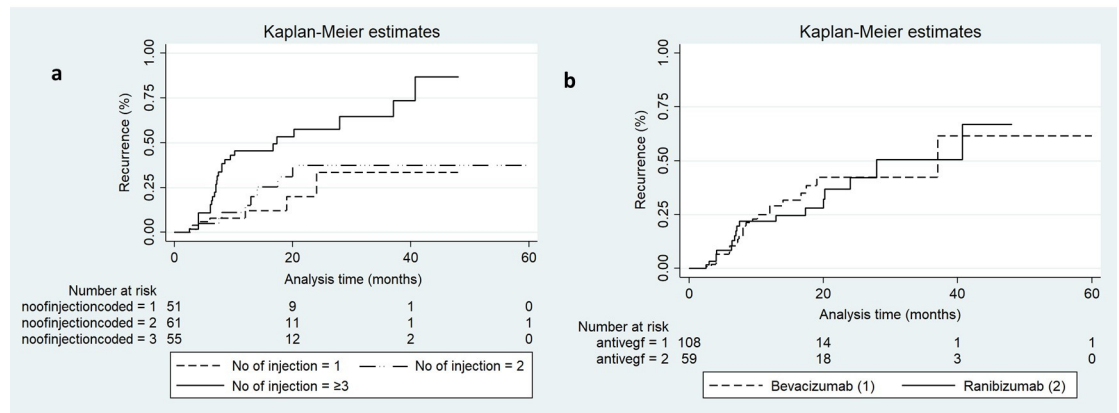 a
Kaplan-Meier estimates
Recurrence (%)
1.00
0.75
0.50
0.25
0.00
0 20 40 60
Analysis time (months)
Number at risk
noofinjectioncoded = 1 51 9 1 0
noofinjectioncoded = 2 61 11 1 1
noofinjectioncoded = 3 55 12 2 0
No of injection = 1 No of injection = 2
No of injection = ≥3
b
Kaplan-Meier estimates
Recurrence (%)
1.00
0.75
0.50
0.25
0.00
0 20 40 60
Analysis time (months)
Number at risk
antivegf = 1 108 14 1 1
antivegf = 2 59 18 3 0
Bevacizumab (1) Ranibizumab (2)